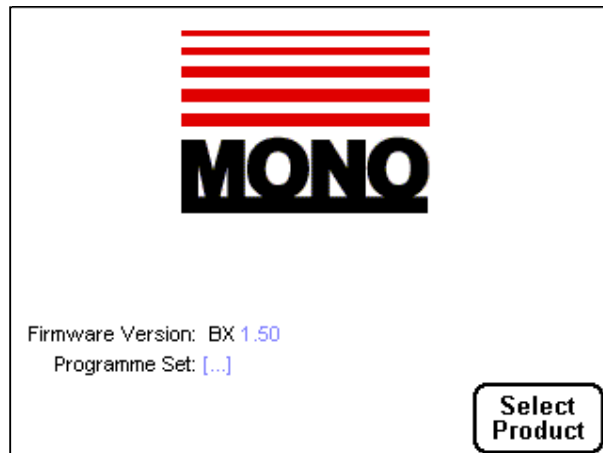 MONO
Firmware Version: BX 1.50
Programme Set: [...]
Select
Product